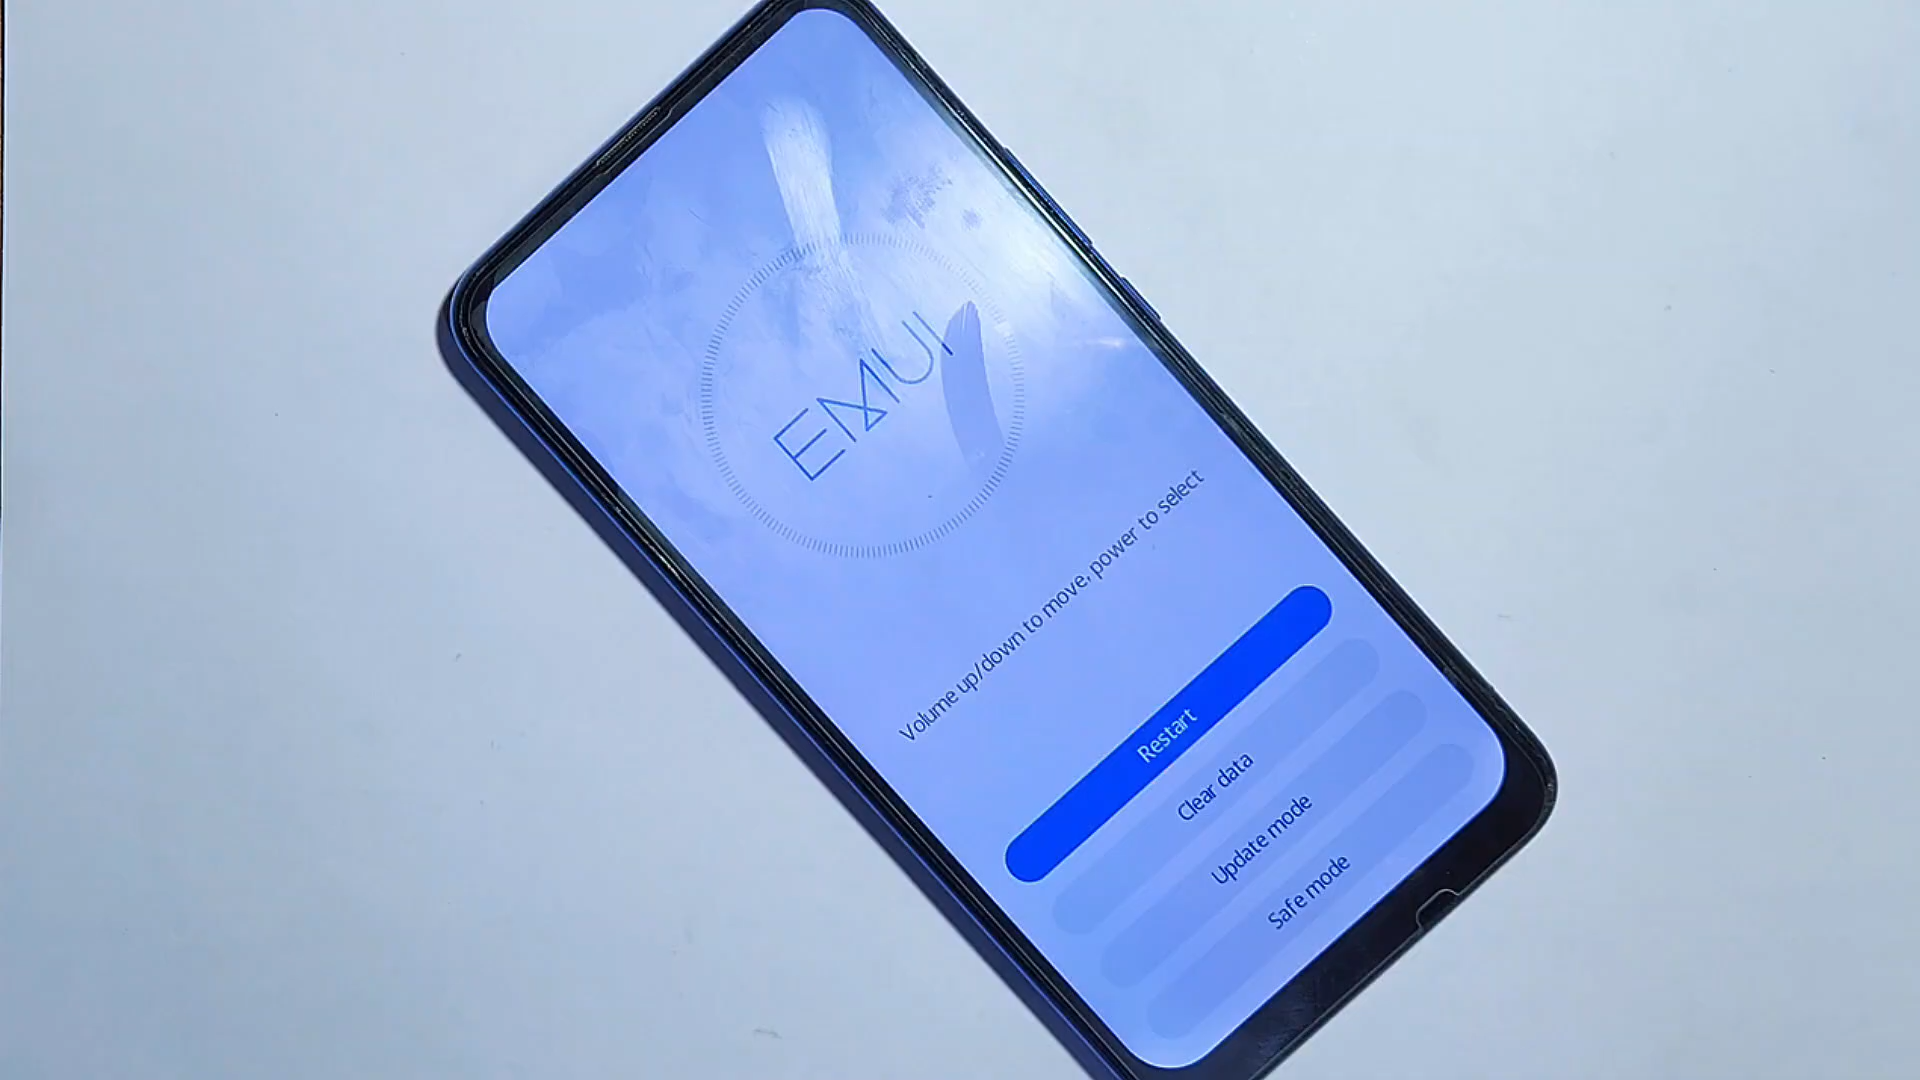 EMUI
Volume up/down to move, power to select
Restart
Clear data
Update mode
Safe mode